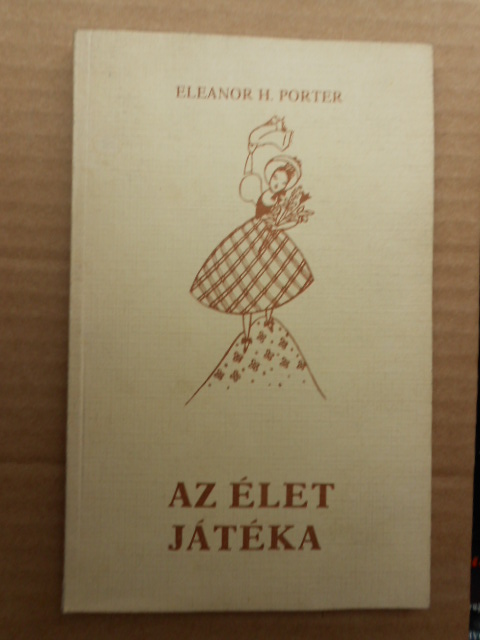 ELEANOR H. PORTER
AZ ÉLET
JÁTÉKA